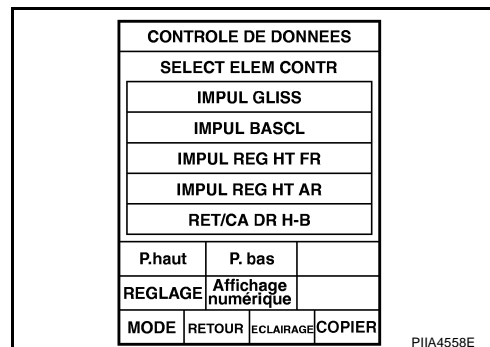 CONTROLE DE DONNEES
SELECT ELEM CONTR
IMPUL GLISS
IMPUL BASCL
IMPUL REG HT FR
IMPUL REG HT AR
RET/CA DR H-B
P.haut P. bas
REGLAGE Affichage numérique
MODE RETOUR ECLAIRAGE COPIER
PIIA4558E